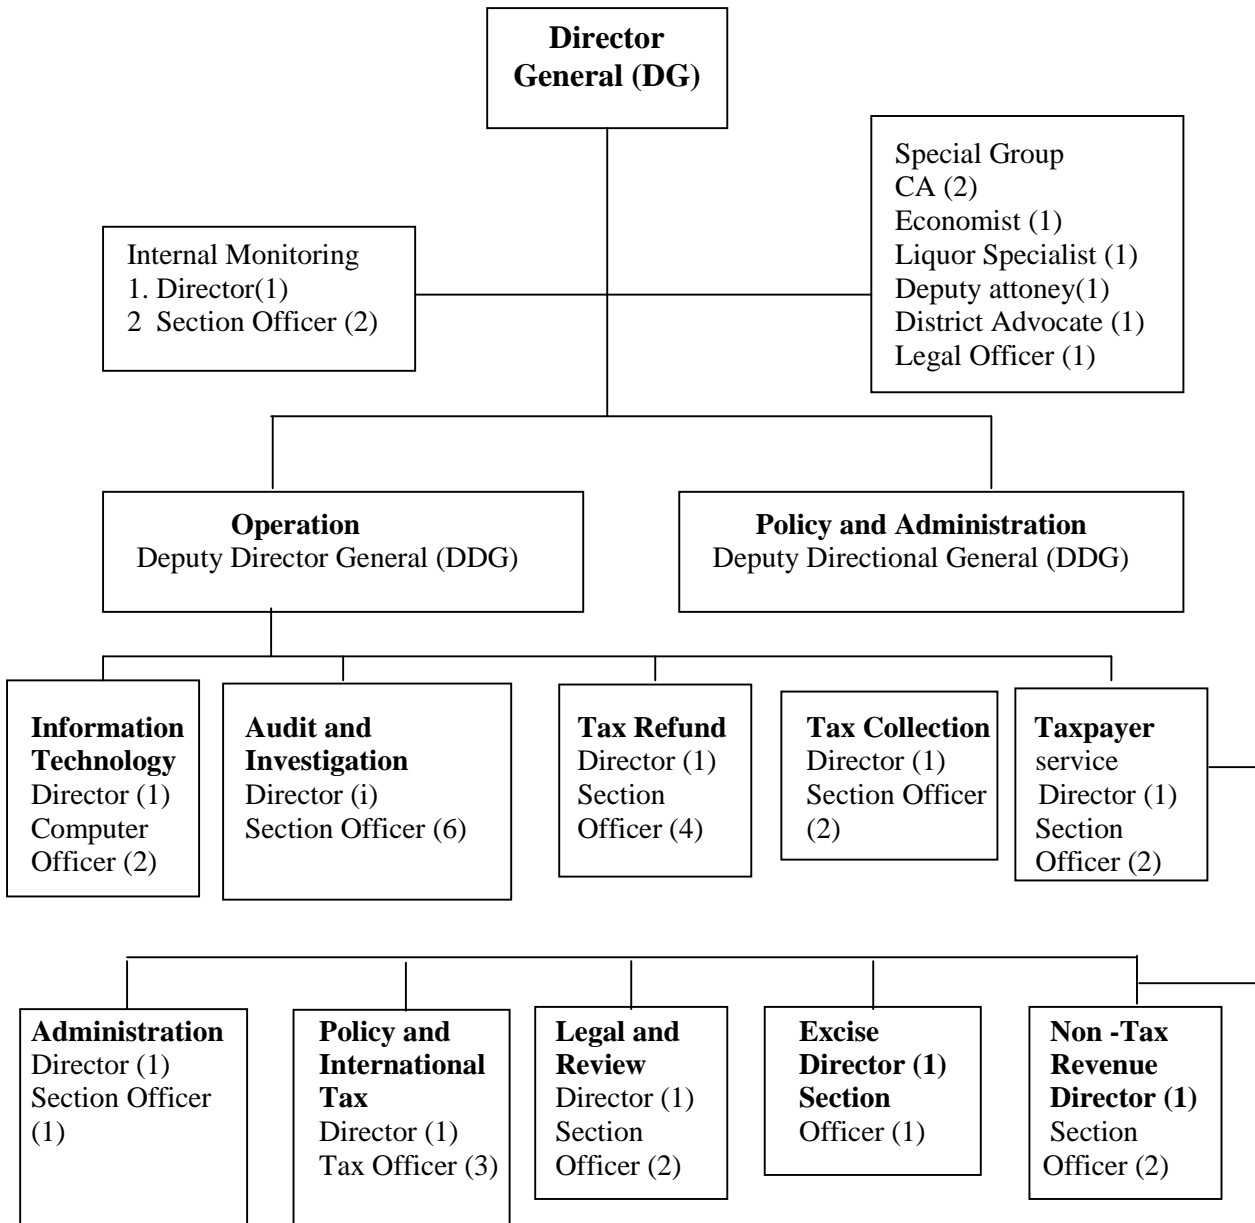 Director
General (DG)
Special Group
CA (2)
Economist (1)
Liquor Specialist (1)
Deputy attoney(1)
District Advocate (1)
Legal Officer (1)
Internal Monitoring
1. Director(1)
2 Section Officer (2)
Operation
Deputy Director General (DDG)
Policy and Administration
Deputy Directional General (DDG)
Information
Technology
Director (1)
Computer
Officer (2)
Audit and
Investigation
Director (i)
Section Officer (6)
Tax Refund
Director (1)
Section
Officer (4)
Tax Collection
Director (1)
Section Officer
(2)
Taxpayer
service
Director (1)
Section
Officer (2)
Administration
Director (1)
Section Officer
(1)
Policy and
International
Tax
Director (1)
Tax Officer (3)
Legal and
Review
Director (1)
Section
Officer (2)
Excise
Director (1)
Section
Officer (1)
Non -Tax
Revenue
Director (1)
Section
Officer (2)